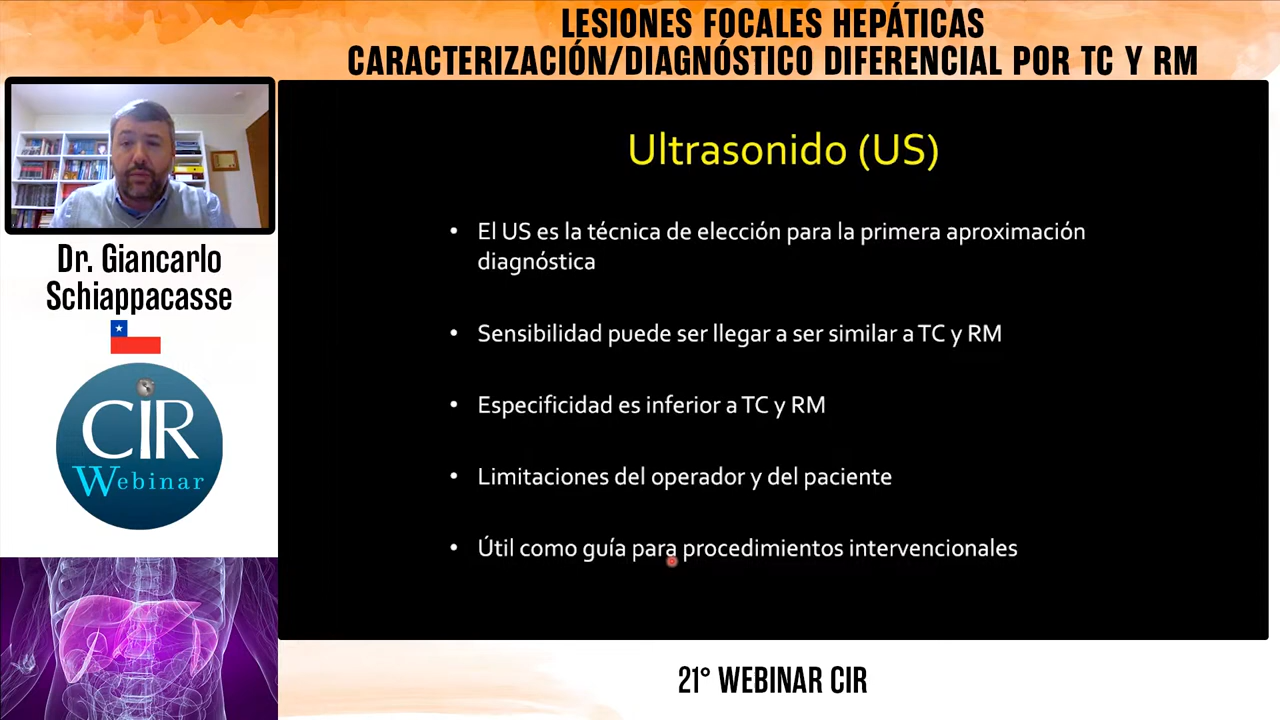 LESIONES FOCALES HEPÁTICAS
CARACTERIZACIÓN/DIAGNÓSTICO DIFERENCIAL POR TC Y RM
Dr. Giancarlo
Schiappacasse
CIR
Webinar
Ultrasonido (US)
• El US es la técnica de elección para la primera aproximación
diagnóstica
• Sensibilidad puede ser llegar a ser similar a TC y RM
• Especificidad es inferior a TC y RM
• Limitaciones del operador y del paciente
• Útil como guía para procedimientos intervencionales
21° WEBINAR CIR